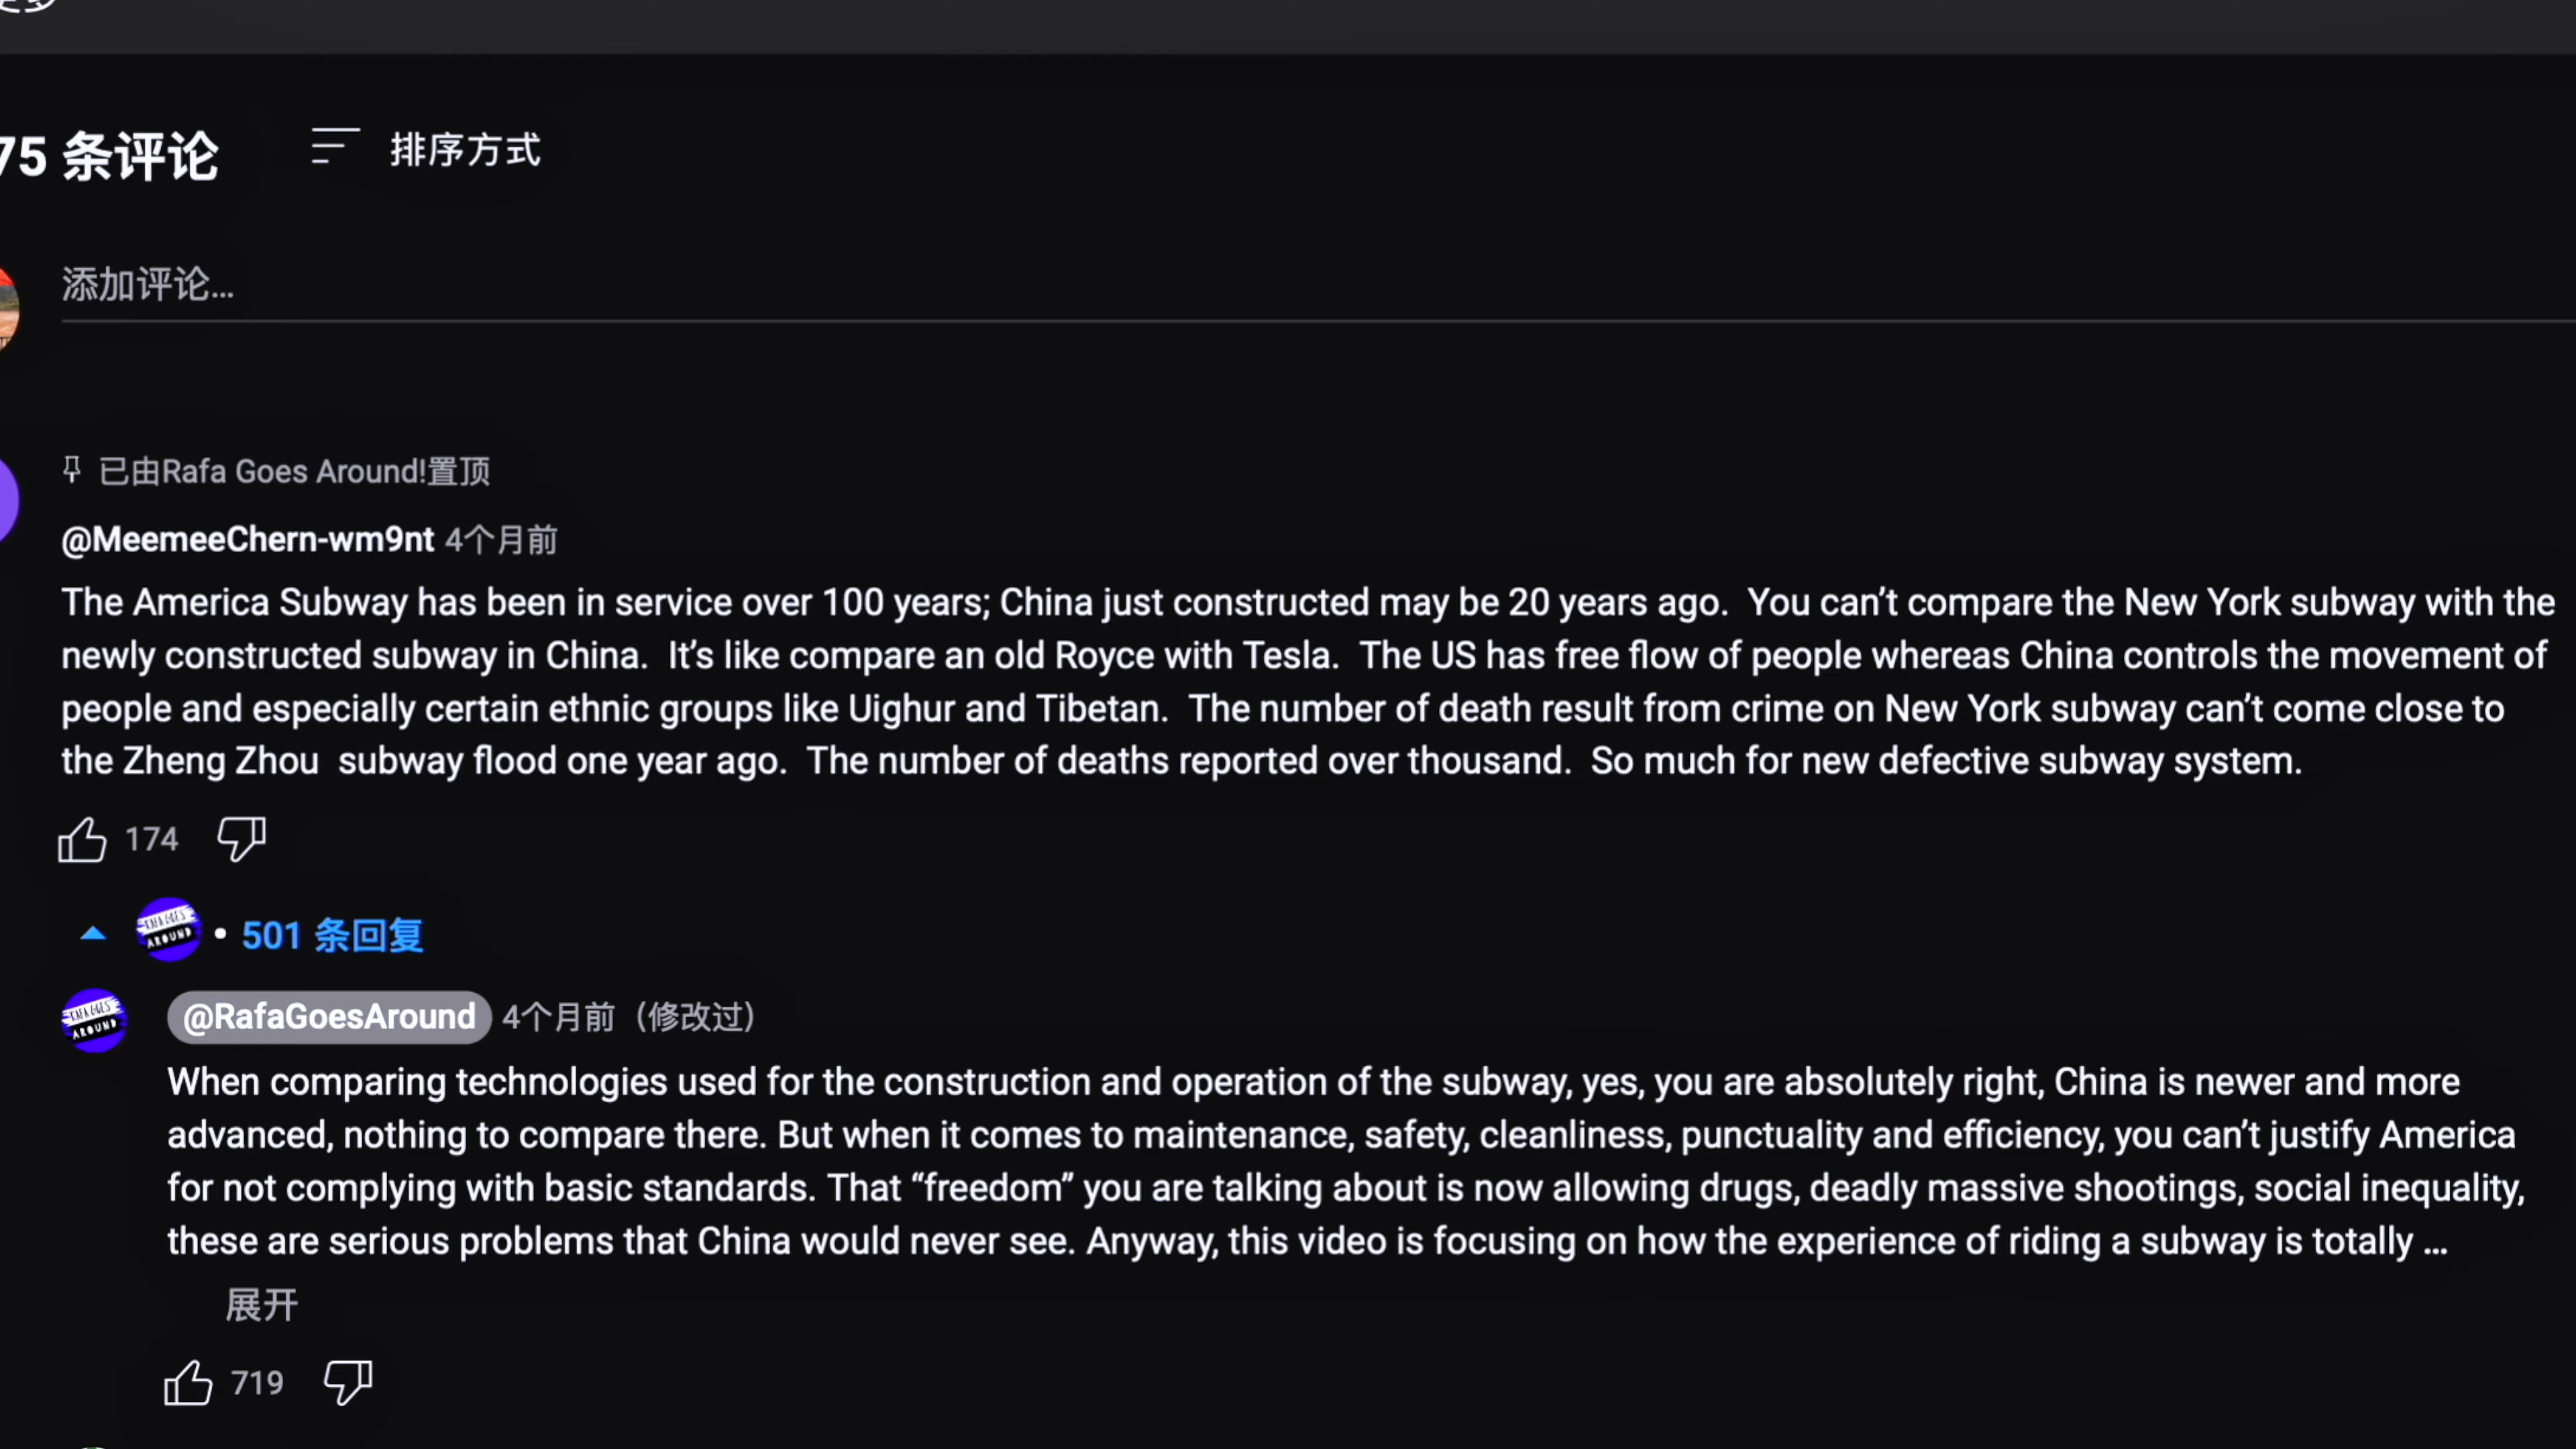 75 条评论
排序方式
添加评论...
已由Rafa Goes Around!置顶
@MeemeeChern-wm9nt 4个月前
The America Subway has been in service over 100 years; China just constructed may be 20 years ago. You can't compare the New York subway with the
newly constructed subway in China. It's like compare an old Royce with Tesla. The US has free flow of people whereas China controls the movement of
people and especially certain ethnic groups like Uighur and Tibetan. The number of death result from crime on New York subway can't come close to
the Zheng Zhou subway flood one year ago. The number of deaths reported over thousand. So much for new defective subway system.
174
RAFA GOES
AROUND
• 501 条回复
RAFA GOES
AROUND
@RafaGoesAround 4个月前（修改过）
When comparing technologies used for the construction and operation of the subway, yes, you are absolutely right, China is newer and more
advanced, nothing to compare there. But when it comes to maintenance, safety, cleanliness, punctuality and efficiency, you can't justify America
for not complying with basic standards. That “freedom” you are talking about is now allowing drugs, deadly massive shootings, social inequality,
these are serious problems that China would never see. Anyway, this video is focusing on how the experience of riding a subway is totally ...
展开
719